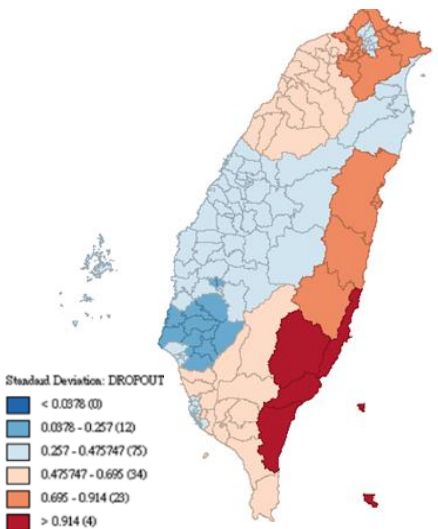 Standard Deviation: DROPOUT
< 0.0378 (0)
0.0378 - 0.257 (12)
0.257 - 0.475747 (75)
0.475747 - 0.695 (34)
0.695 - 0.914 (23)
> 0.914 (4)